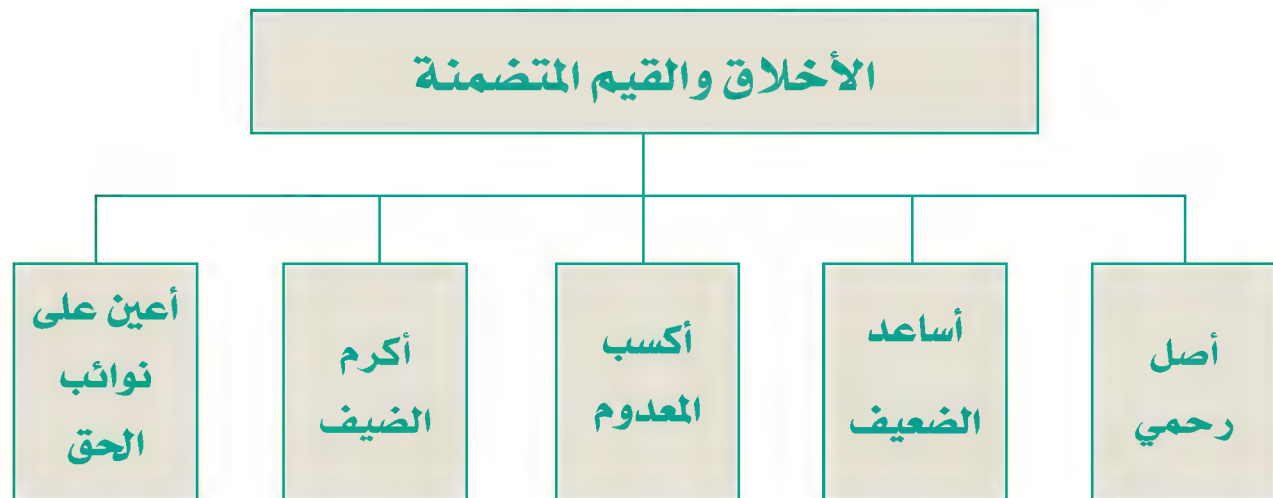 الأخلاق والقيم المتضمنة
أصل
رحمي
أساعد
الضعيف
أكسب
المعدوم
أكرم
الضيف
أعين على
نوائب
الحق